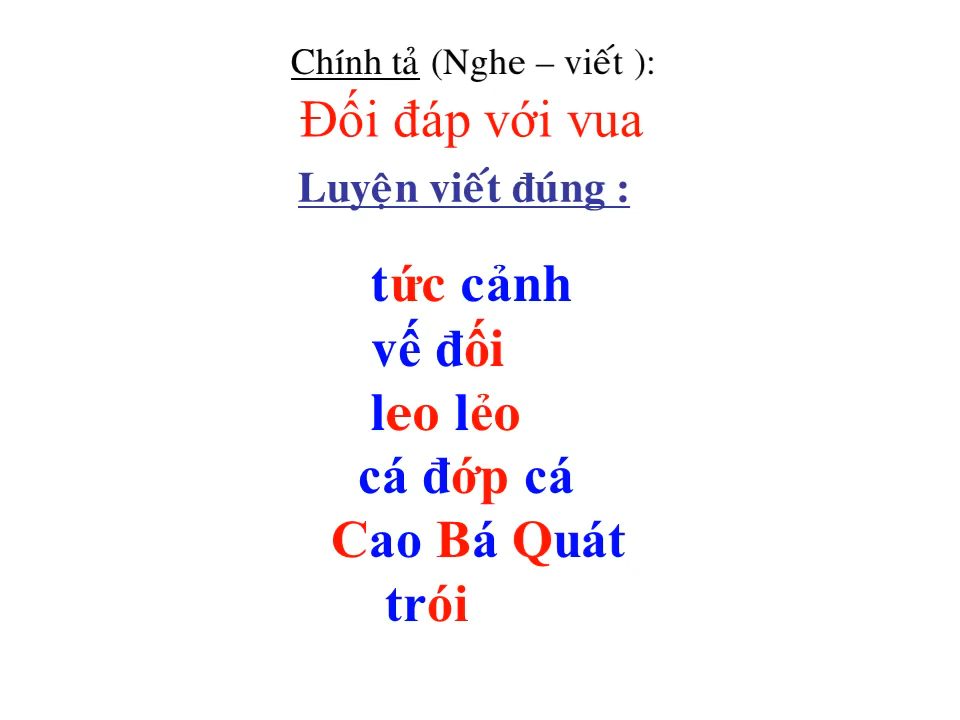 Chính tả (Nghe – viết ):
Đối đáp với vua
Luyện viết đúng :
tức cảnh
vế đối
leo lẻo
cá đớp cá
Cao Bá Quát
trói